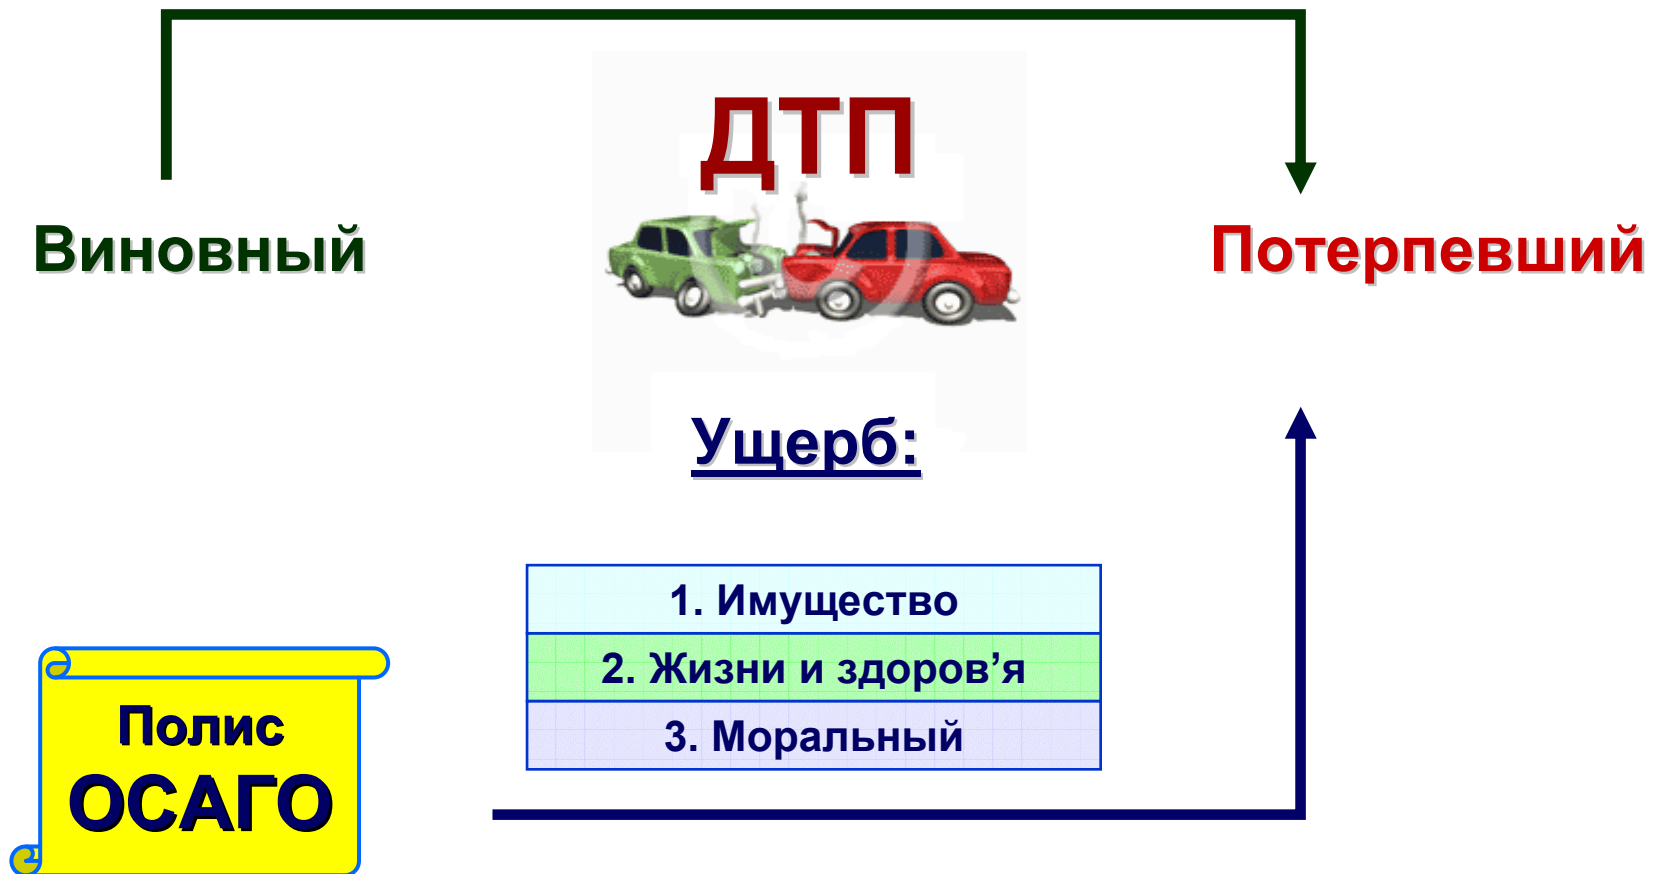 ДТП
Виновный
Потерпевший
Ущерб:
1. Имущество
2. Жизни и здоров’я
3. Моральный
Полис
ОСАГО